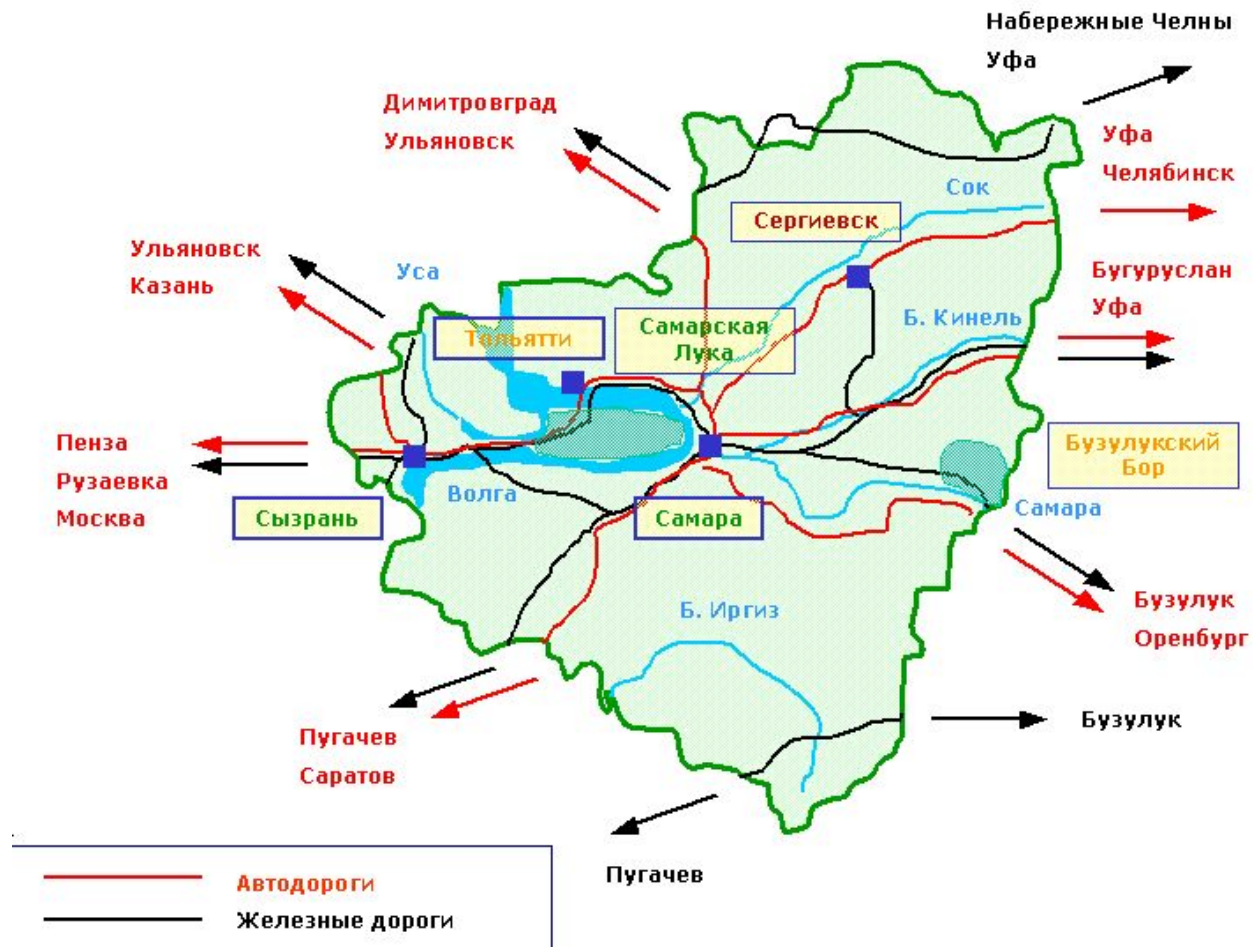 Набережные Челны
Уфа
Димитровград
Ульяновск
Уфа
Челябинск
Сок
Сергиевск
Ульяновск
Казань
Уса
Бугуруслан
Уфа
Б. Кинель
Тольятти
Самарская
Лука
Пенза
Рузаевка
Москва
Бузулукский
Бор
Волга
Сызрань
Самара
Самара
Бузулук
Оренбург
Б. Иргиз
Пугачев
Саратов
Бузулук
Пугачев
Автодороги
Железные дороги